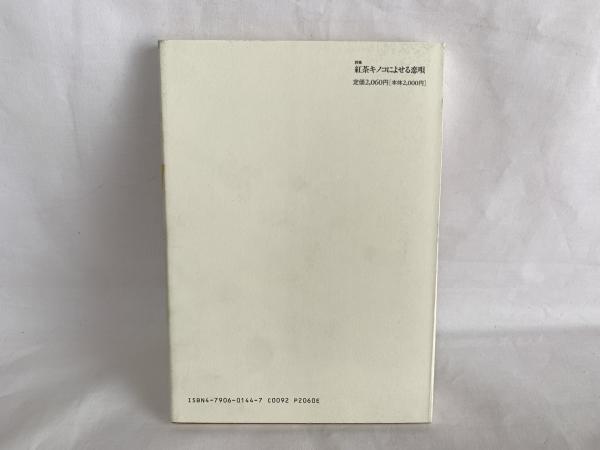 詩集
紅茶キノコによせる恋唄
定価2,060円[本体2,000円]
ISBN4-7906-0144-7 C0092 P2060E